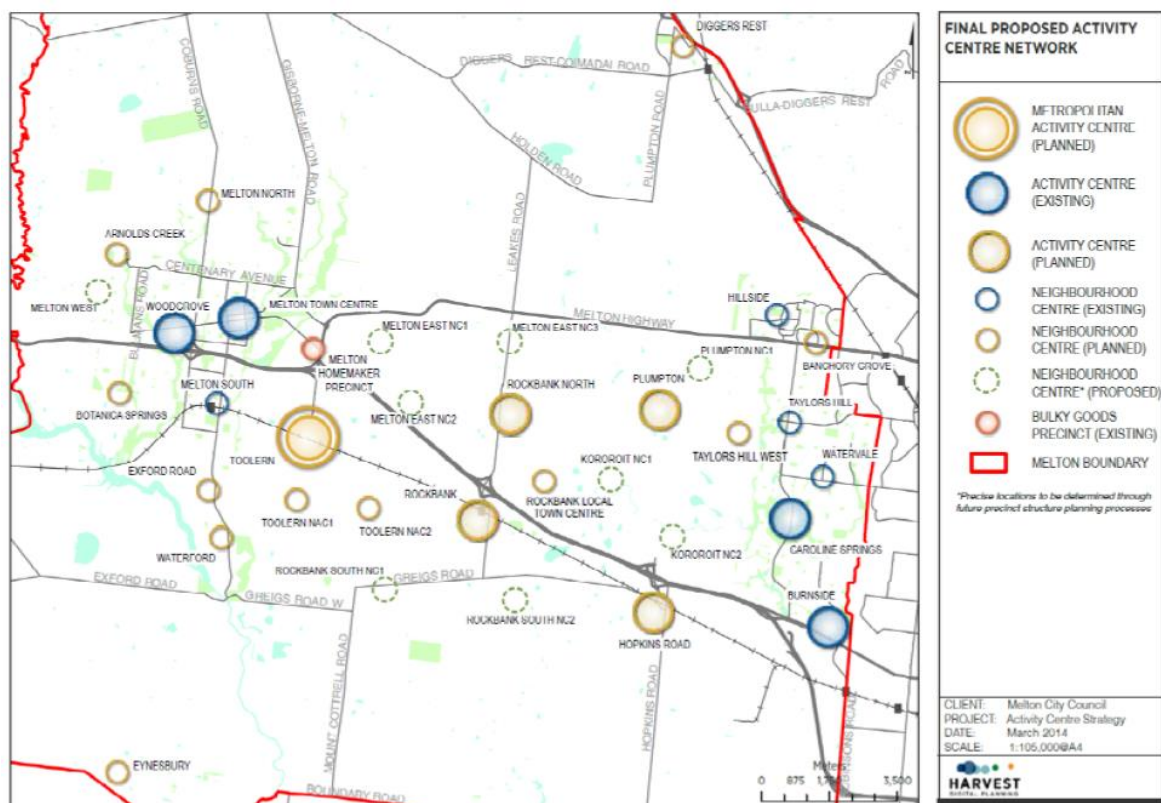 DIGGERS REST
DIGGERS REST-COIMADAI ROAD
COBURNS ROAD
GISBORNE-MELTON ROAD
ROAD
BULLA-DIGGERS REST
HOLDEN ROAD
PLUMPTON ROAD
MELTON NORTH
ARNOLDS CREEK
LEAKES ROAD
CENTENARY AVENUE
MELTON WEST
BULMANS ROAD
WOODGROVE
MELTON TOWN CENTRE
HILLSIDE
MELTON HIGHWAY
MELTON EAST NC1
MELTON EAST NC3
MELTON
HOMEMAKER
PRECINCT
PLUMPTON NC1
BANCHORY GROVE
MELTON SOUTH
ROCKBANK NORTH
PLUMPTON
BOTANICA SPRINGS
MELTON EAST NC2
TAYLORS HILL
TOOLERN
TAYLORS HILL WEST
WATERVALE
EXFORD ROAD
KOROROIT NC1
ROCKBANK
ROCKBANK LOCAL
TOWN CENTRE
TOOLERN NAC1
TOOLERN NAC2
WATERFORD
KOROROIT NC2
CAROLINE SPRINGS
EXFORD ROAD
ROCKBANK SOUTH NC1
GREIGS ROAD
BURNSIDE
GREIGS ROAD W
ROCKBANK SOUTH NC2
HOPKINS ROAD
MOUNT COTTRELL ROAD
HOPKINS ROAD
EYNESBURY
BOUNDARY ROAD
Meters
0 875 1,750 3,500
FINAL PROPOSED ACTIVITY
CENTRE NETWORK
METROPOLITAN
ACTIVITY CENTRE
(PLANNED)
ACTIVITY CENTRE
(EXISTING)
ACTIVITY CENTRE
(PLANNED)
NEIGHBOURHOOD
CENTRE (EXISTING)
NEIGHBOURHOOD
CENTRE (PLANNED)
NEIGHBOURHOOD
CENTRE* (PROPOSED)
BULKY GOODS
PRECINCT (EXISTING)
MELTON BOUNDARY
*Precise locations to be determined through
future precinct structure planning processes
CLIENT: Melton City Council
PROJECT: Activity Centre Strategy
DATE: March 2014
SCALE: 1:105,000@A4
HARVEST
DIGITAL PLANNING